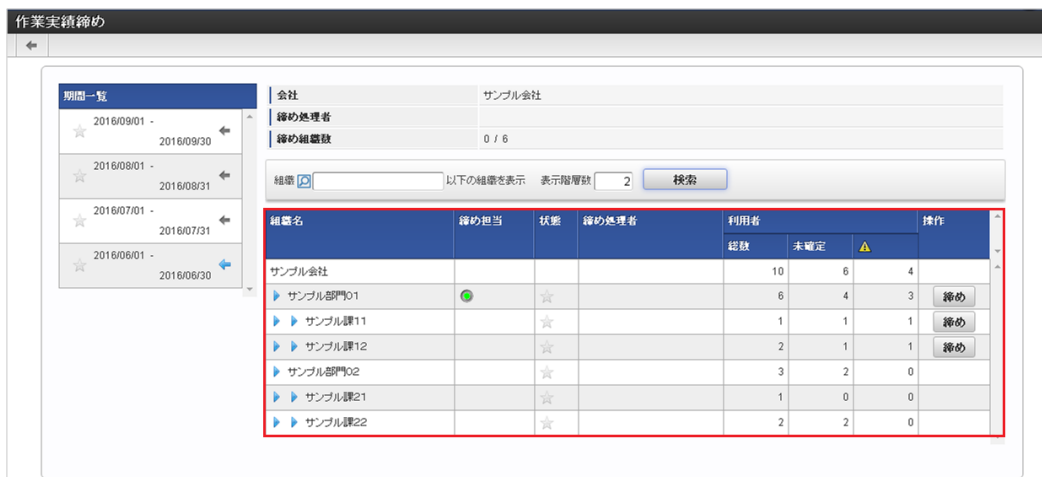 作業実績締め
期間一覧
2016/09/01 -
2016/09/30
2016/08/01 -
2016/08/31
2016/07/01 -
2016/07/31
2016/06/01 -
2016/06/30
会社 サンプル会社
締め処理者
締め組織数 0 / 6
組織 以下の組織を表示 表示階層数 2 検索
組織名 締め担当 状態 締め処理者 利用者 操作
総数 未確定
サンプル会社 10 6 4
サンプル部門01 6 4 3 締め
サンプル課11 1 1 1 締め
サンプル課12 2 1 1 締め
サンプル部門02 3 2 0
サンプル課21 1 0 0
サンプル課22 2 2 0